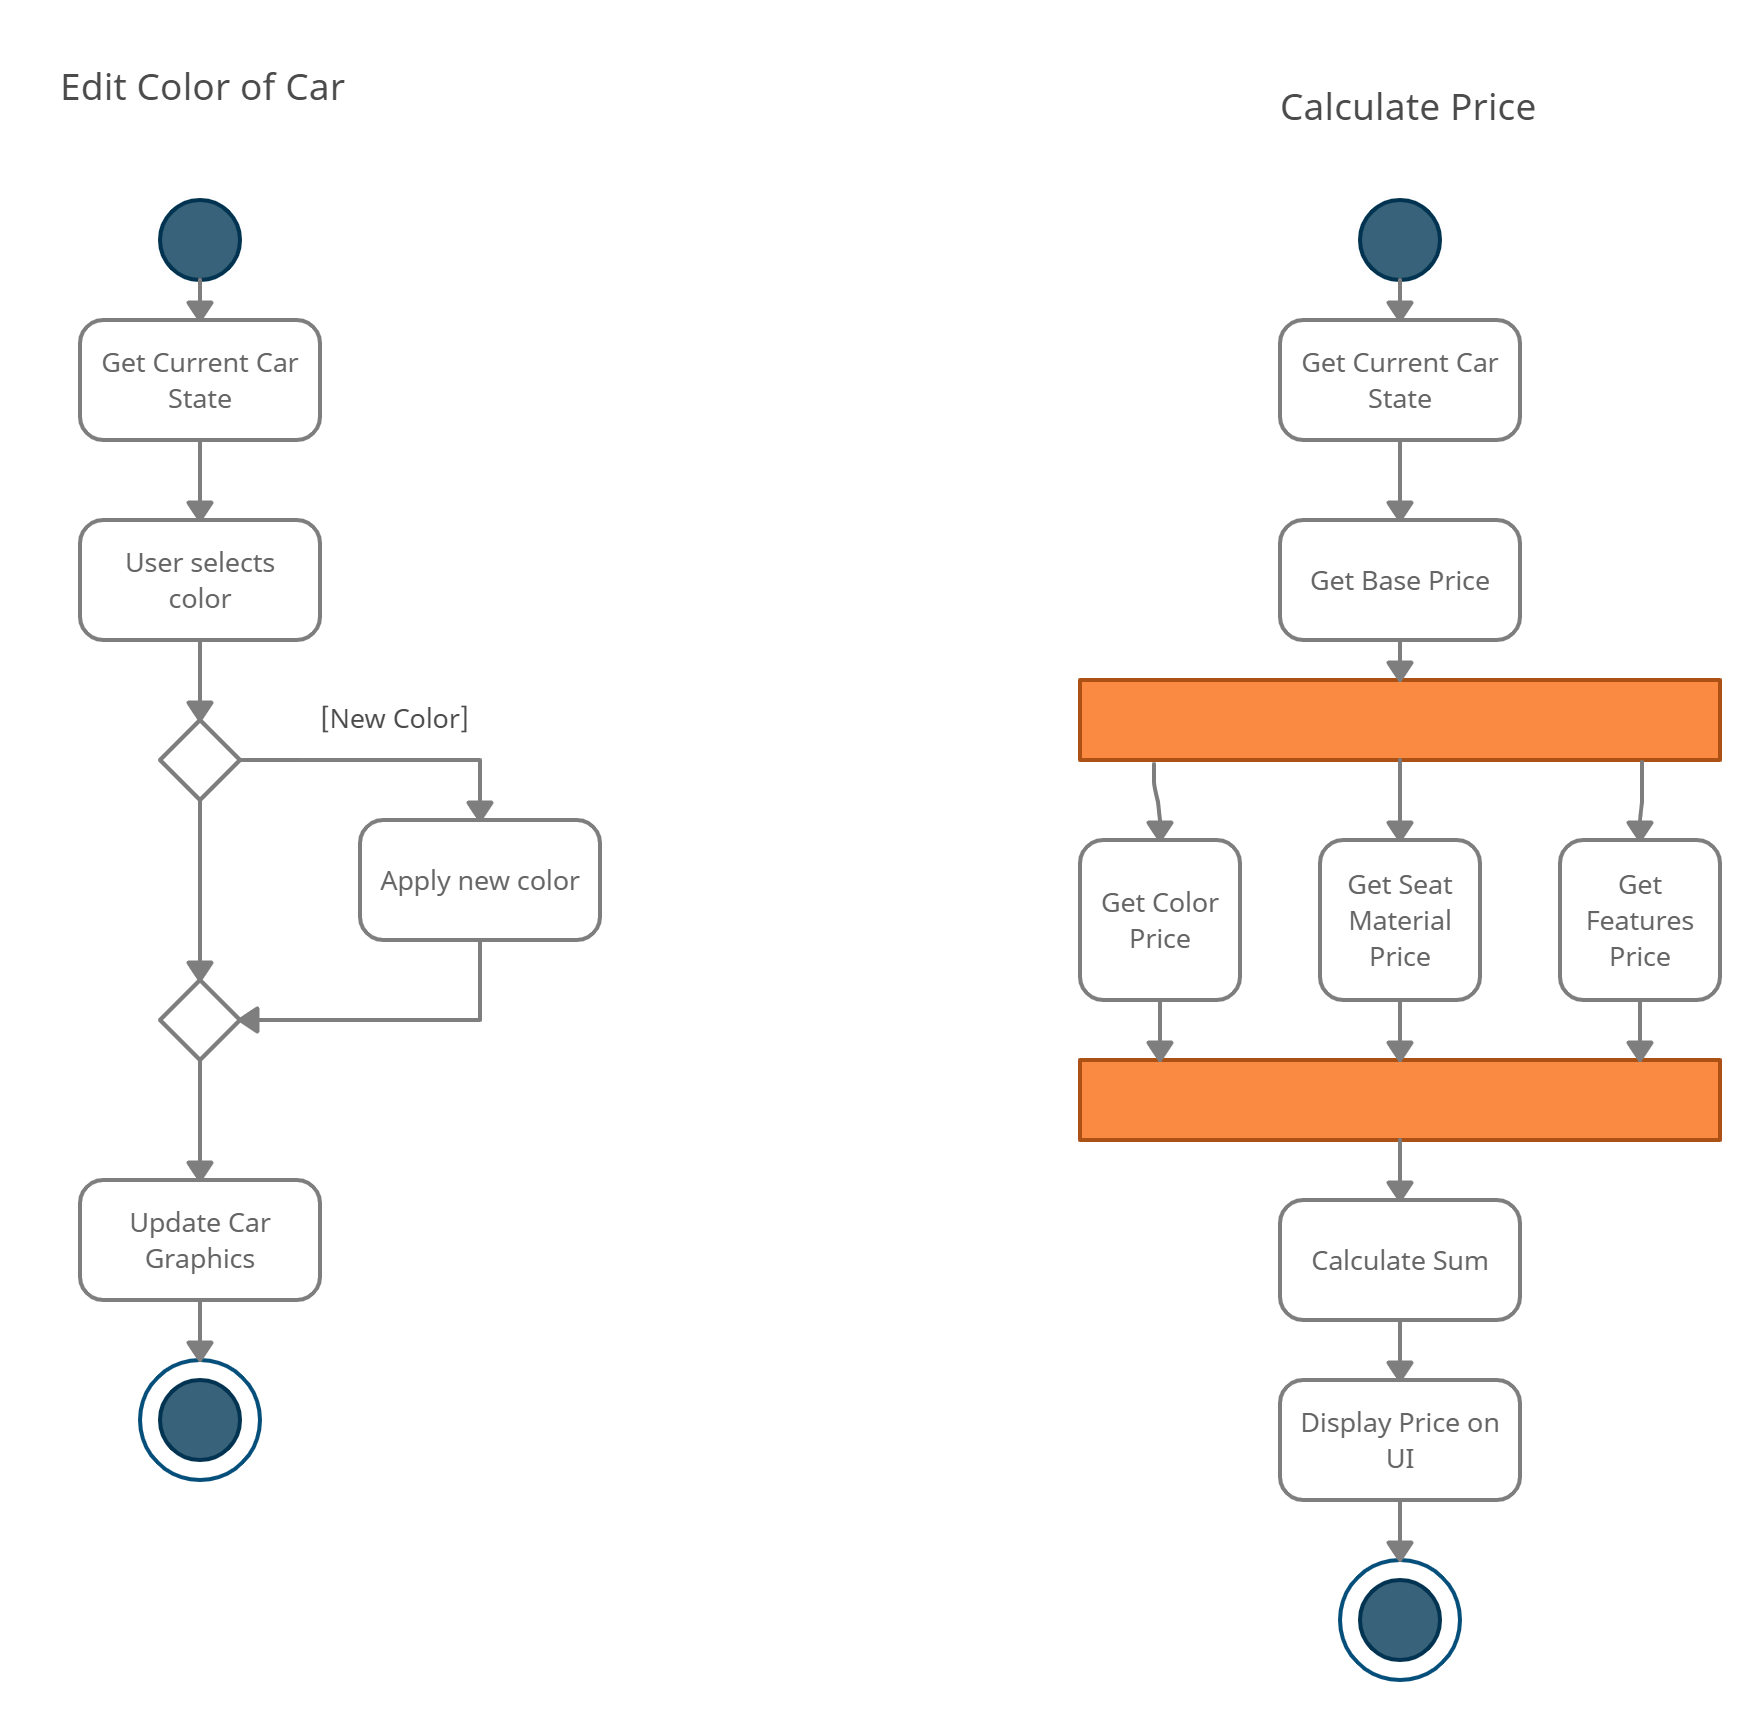 Edit Color of Car
Get Current Car
State
User selects
color
[New Color]
Apply new color
Update Car
Graphics
Calculate Price
Get Current Car
State
Get Base Price
Get Color
Price
Get Seat
Material
Price
Get
Features
Price
Calculate Sum
Display Price on
UI